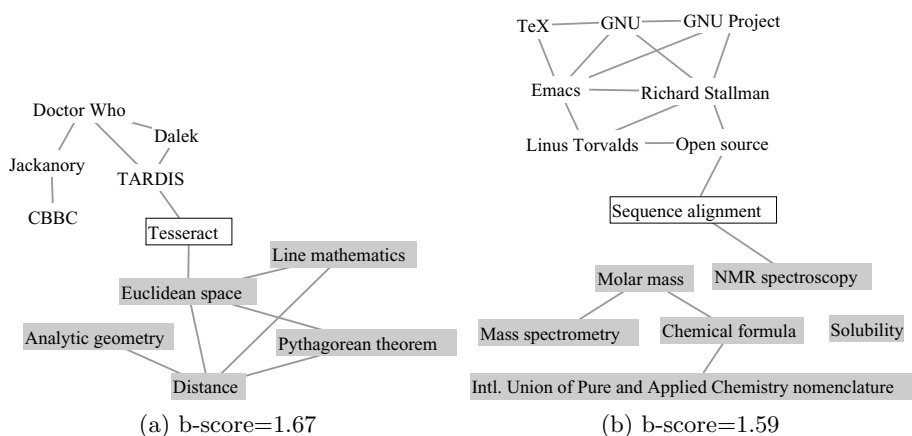 Doctor Who
Dalek
Jackanory
TARDIS
CBBC
Tesseract
Line mathematics
Euclidean space
Analytic geometry
Pythagorean theorem
Distance
(a) b-score=1.67
TeX
GNU
GNU Project
Emacs
Richard Stallman
Linus Torvalds
Open source
Sequence alignment
Molar mass
NMR spectroscopy
Mass spectrometry
Chemical formula
Solubility
Intl. Union of Pure and Applied Chemistry nomenclature
(b) b-score=1.59